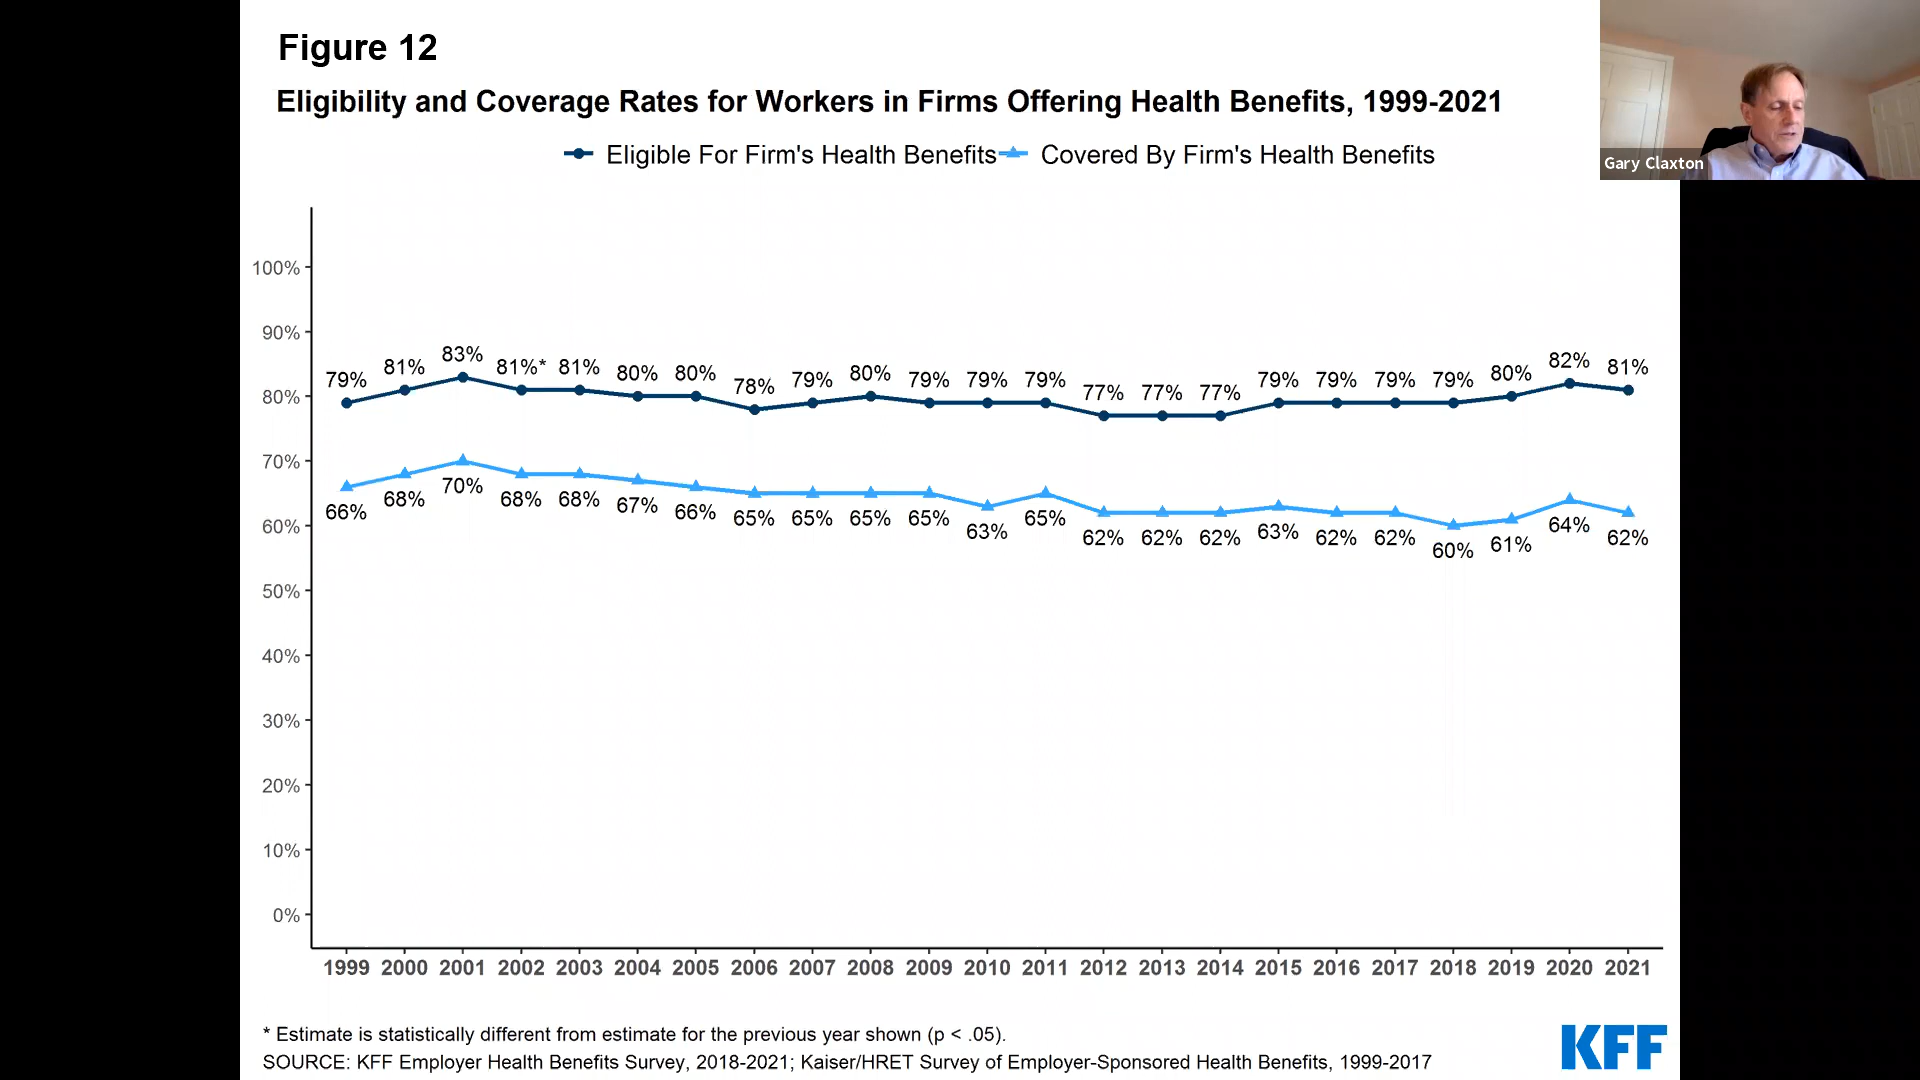 Figure 12
Eligibility and Coverage Rates for Workers in Firms Offering Health Benefits, 1999-2021
Eligible For Firm's Health Benefits Covered By Firm's Health Benefits
Gary Claxton
100%
90%
80%
70%
60%
50%
40%
30%
20%
10%
0%
79% 81% 83% 81%* 81% 80% 80% 78% 79% 80% 79% 79% 79% 77% 77% 77% 79% 79% 79% 79% 80% 82% 81%
66% 68% 70% 68% 68% 67% 66% 65% 65% 65% 65% 63% 65% 62% 62% 62% 63% 62% 62% 60% 61% 64% 62%
1999 2000 2001 2002 2003 2004 2005 2006 2007 2008 2009 2010 2011 2012 2013 2014 2015 2016 2017 2018 2019 2020 2021
* Estimate is statistically different from estimate for the previous year shown (p < .05).
SOURCE: KFF Employer Health Benefits Survey, 2018-2021; Kaiser/HRET Survey of Employer-Sponsored Health Benefits, 1999-2017
KFF